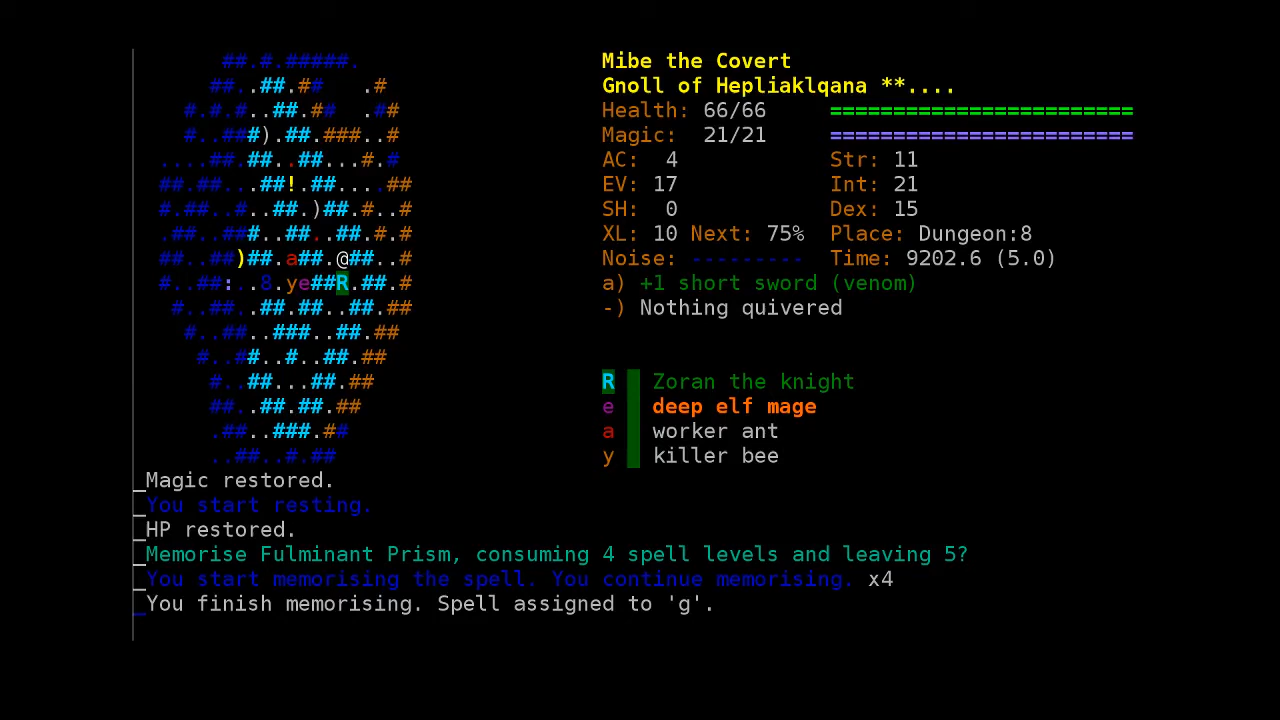 ##.#.#####.
##..##.##   .#
#.#.#..##.##  .##
#..###).##.###..#
....##.##..##...#.#
##.##...##!.##....  ##
#.##..#..##.)##.#..#
.##..###..##..##.#.#
##..##)##.a##.@##..#
#..##:..8.ye##R.##.#
#.##..##.##..##.##
#.##..###..##.##
#..##..#..##.##
#..##...##.##
##..##.##.##
.##..###.##
..##..#.##
Mibe the Covert
Gnoll of Hepliaklqana **....
Health: 66/66 ========================
Magic: 21/21 ========================
AC: 4 Str: 11
EV: 17 Int: 21
SH: 0 Dex: 15
XL: 10 Next: 75% Place: Dungeon:8
Noise: --------- Time: 9202.6 (5.0)
a) +1 short sword (venom)
-) Nothing quivered
R Zoran the knight
e deep elf mage
a worker ant
y killer bee
_Magic restored.
_You start resting.
_HP restored.
_Memorise Fulminant Prism, consuming 4 spell levels and leaving 5?
_You start memorising the spell. You continue memorising. x4
_You finish memorising. Spell assigned to 'g'.
_